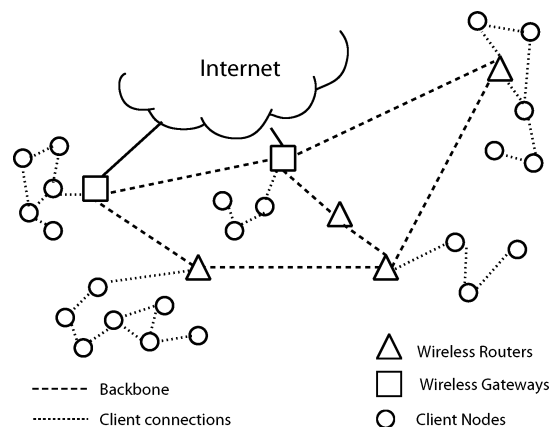 Internet
Wireless Routers
Wireless Gateways
Backbone
Client connections
Client Nodes